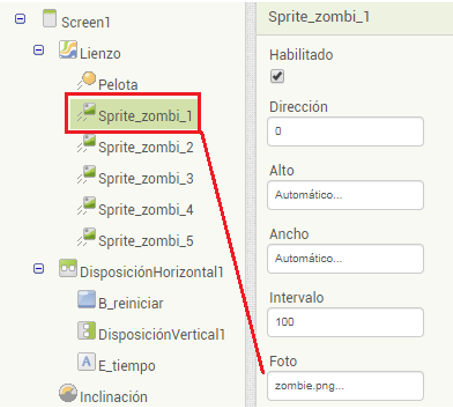 Screen1
Lienzo
Pelota
Sprite_zombi_1
Sprite_zombi_2
Sprite_zombi_3
Sprite_zombi_4
Sprite_zombi_5
DisposiciónHorizontal1
B_reiniciar
DisposiciónVertical1
A
E_tiempo
Inclinación
Sprite_zombi_1
Habilitado
Dirección
0
Alto
Automático...
Ancho
Automático...
Intervalo
100
Foto
zombie.png...